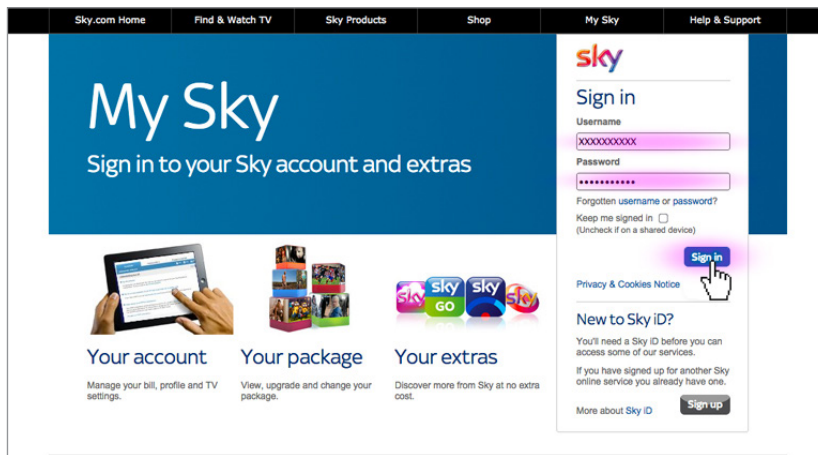 Sky.com Home Find & Watch TV Sky Products Shop My Sky Help & Support
My Sky
Sign in to your Sky account and extras
sky
Sign in
Username
XXXXXXXXXX
Password
•••••••••••
Forgotten username or password?
Keep me signed in
(Uncheck if on a shared device)
Sign in
Privacy & Cookies Notice
New to Sky iD?
You'll need a Sky iD before you can
access some of our services.
If you have signed up for another Sky
online service you already have one.
More about Sky iD
Sign up
sky
sky
GO
sky
sky
Your account
Manage your bill, profile and TV
settings.
Your package
View, upgrade and change your
package.
Your extras
Discover more from Sky at no extra
cost.